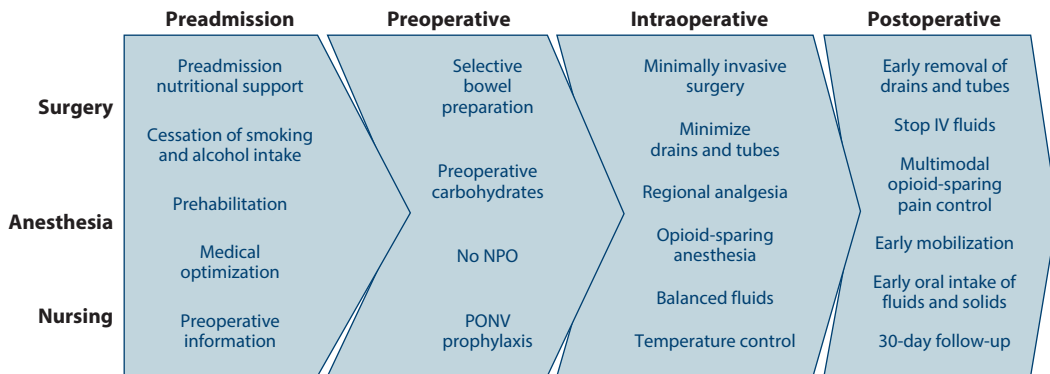 Preadmission
Preoperative
Intraoperative
Postoperative
Surgery
Anesthesia
Nursing
Preadmission
nutritional support
Cessation of smoking
and alcohol intake
Prehabilitation
Medical
optimization
Preoperative
information
Selective
bowel
preparation
Preoperative
carbohydrates
No NPO
PONV
prophylaxis
Minimally invasive
surgery
Minimize
drains and tubes
Regional analgesia
Opioid-sparing
anesthesia
Balanced fluids
Temperature control
Early removal of
drains and tubes
Stop IV fluids
Multimodal
opioid-sparing
pain control
Early mobilization
Early oral intake of
fluids and solids
30-day follow-up